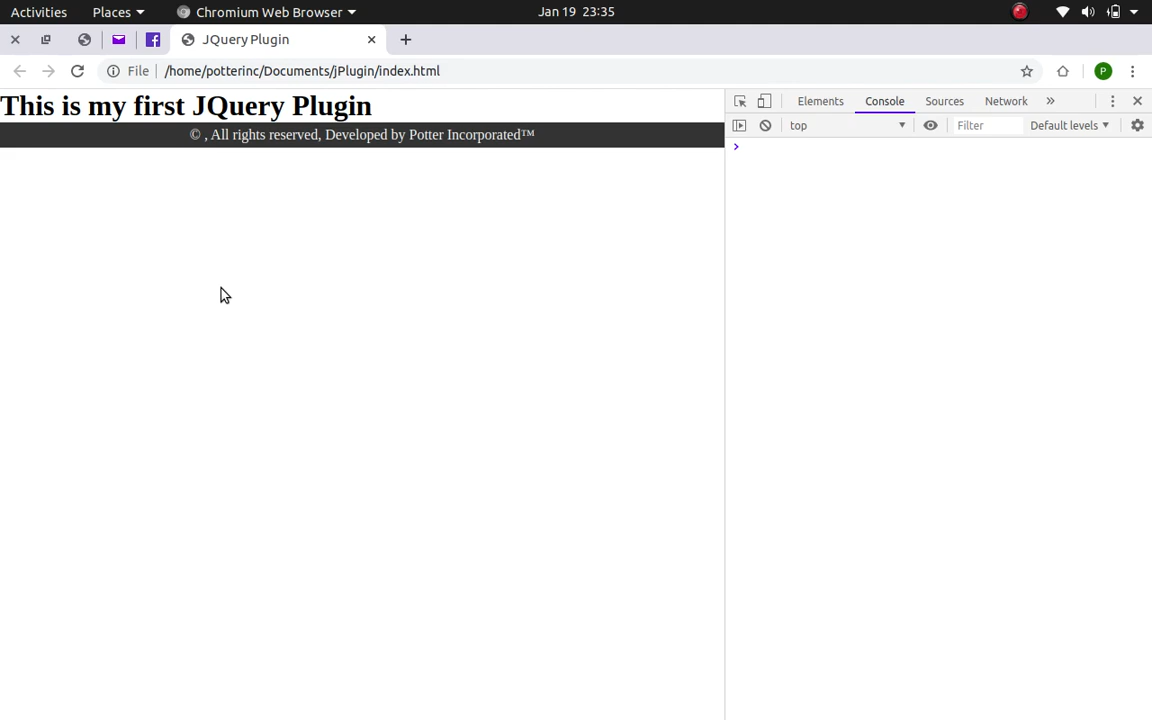 Activities Places Chromium Web Browser Jan 19 23:35
JQuery Plugin
File /home/potterinc/Documents/jPlugin/index.html P
Elements Console Sources Network
top Filter Default levels
This is my first JQuery Plugin
© , All rights reserved, Developed by Potter Incorporated™